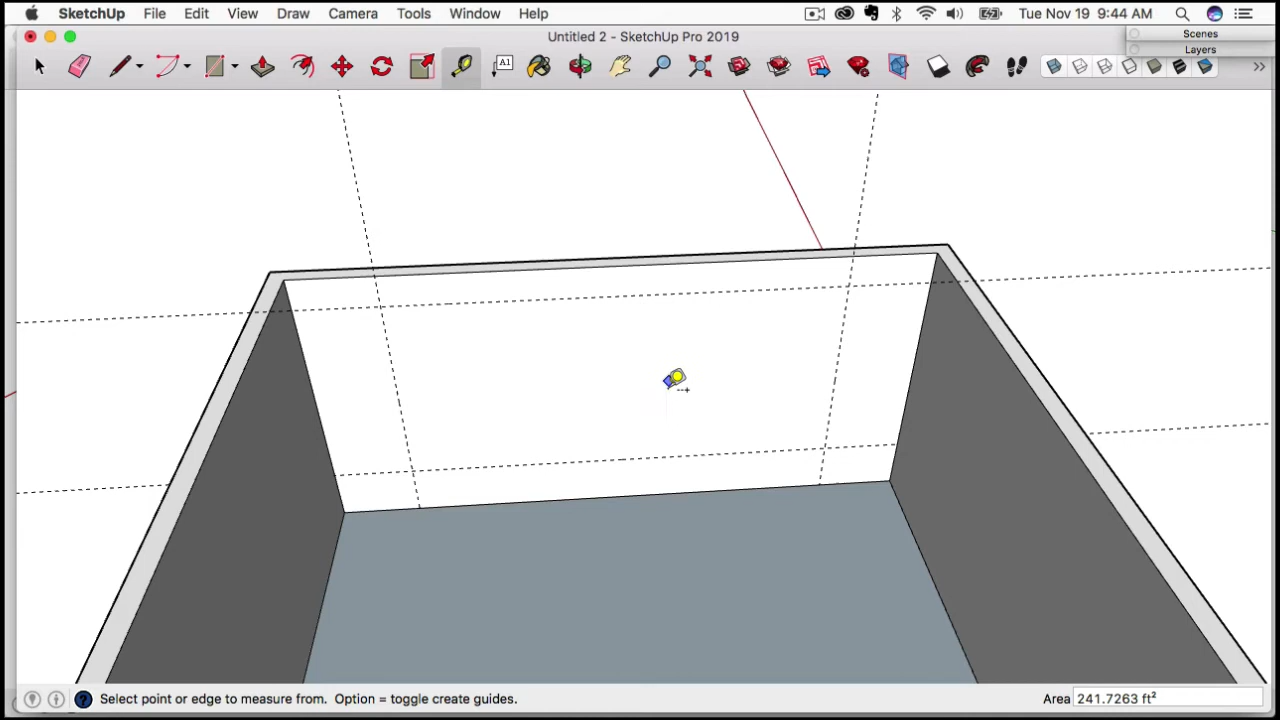 SketchUp File Edit View Draw Camera Tools Window Help Tue Nov 19 9:44 AM
Scenes
Untitled 2 - SketchUp Pro 2019
Layers
A1
Select point or edge to measure from. Option = toggle create guides. Area 241.7263 ft²